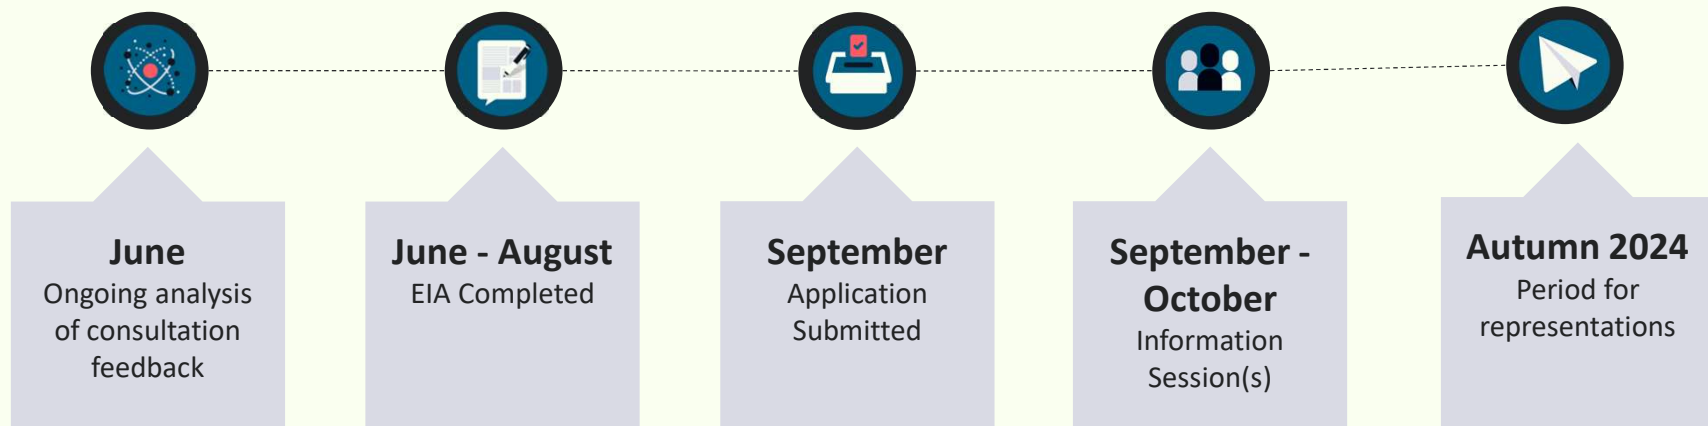 June
Ongoing analysis
of consultation
feedback
June - August
EIA Completed
September
Application
Submitted
September -
October
Information
Session(s)
Autumn 2024
Period for
representations